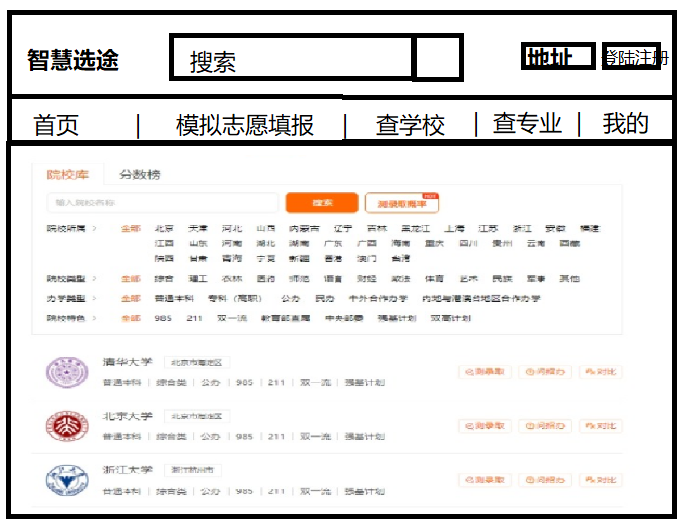 智慧选途 搜索 地址 登陆注册
首页 | 模拟志愿填报 | 查学校 | 查专业 | 我的
院校库 分数榜
输入院校名称 搜索 测录取概率 HOT
院校所属 > 全部 北京 天津 河北 山西 内蒙古 辽宁 吉林 黑龙江 上海 江苏 浙江 安徽 福建
江西 山东 河南 湖北 湖南 广东 广西 海南 重庆 四川 贵州 云南 西藏
陕西 甘肃 青海 宁夏 新疆 香港 澳门 台湾
院校类型 > 全部 综合 理工 农林 医药 师范 语言 财经 政法 体育 艺术 民族 军事 其他
办学类型 > 全部 普通本科 专科（高职） 公办 民办 中外合作办学 内地与港澳台地区合作办学
院校特色 > 全部 985 211 双一流 教育部直属 中央部委 强基计划 双高计划
清华大学 北京市海淀区
普通本科 | 综合类 | 公办 | 985 | 211 | 双一流 | 强基计划 测录取 问招办 对比
北京大学 北京市海淀区
普通本科 | 综合类 | 公办 | 985 | 211 | 双一流 | 强基计划 测录取 问招办 对比
浙江大学 浙江杭州市
普通本科 | 综合类 | 公办 | 985 | 211 | 双一流 | 强基计划 测录取 问招办 对比